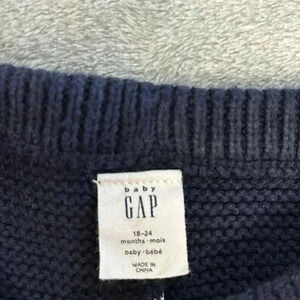 baby
GAP
18-24
months·mois
baby·bébé
MADE IN
CHINA